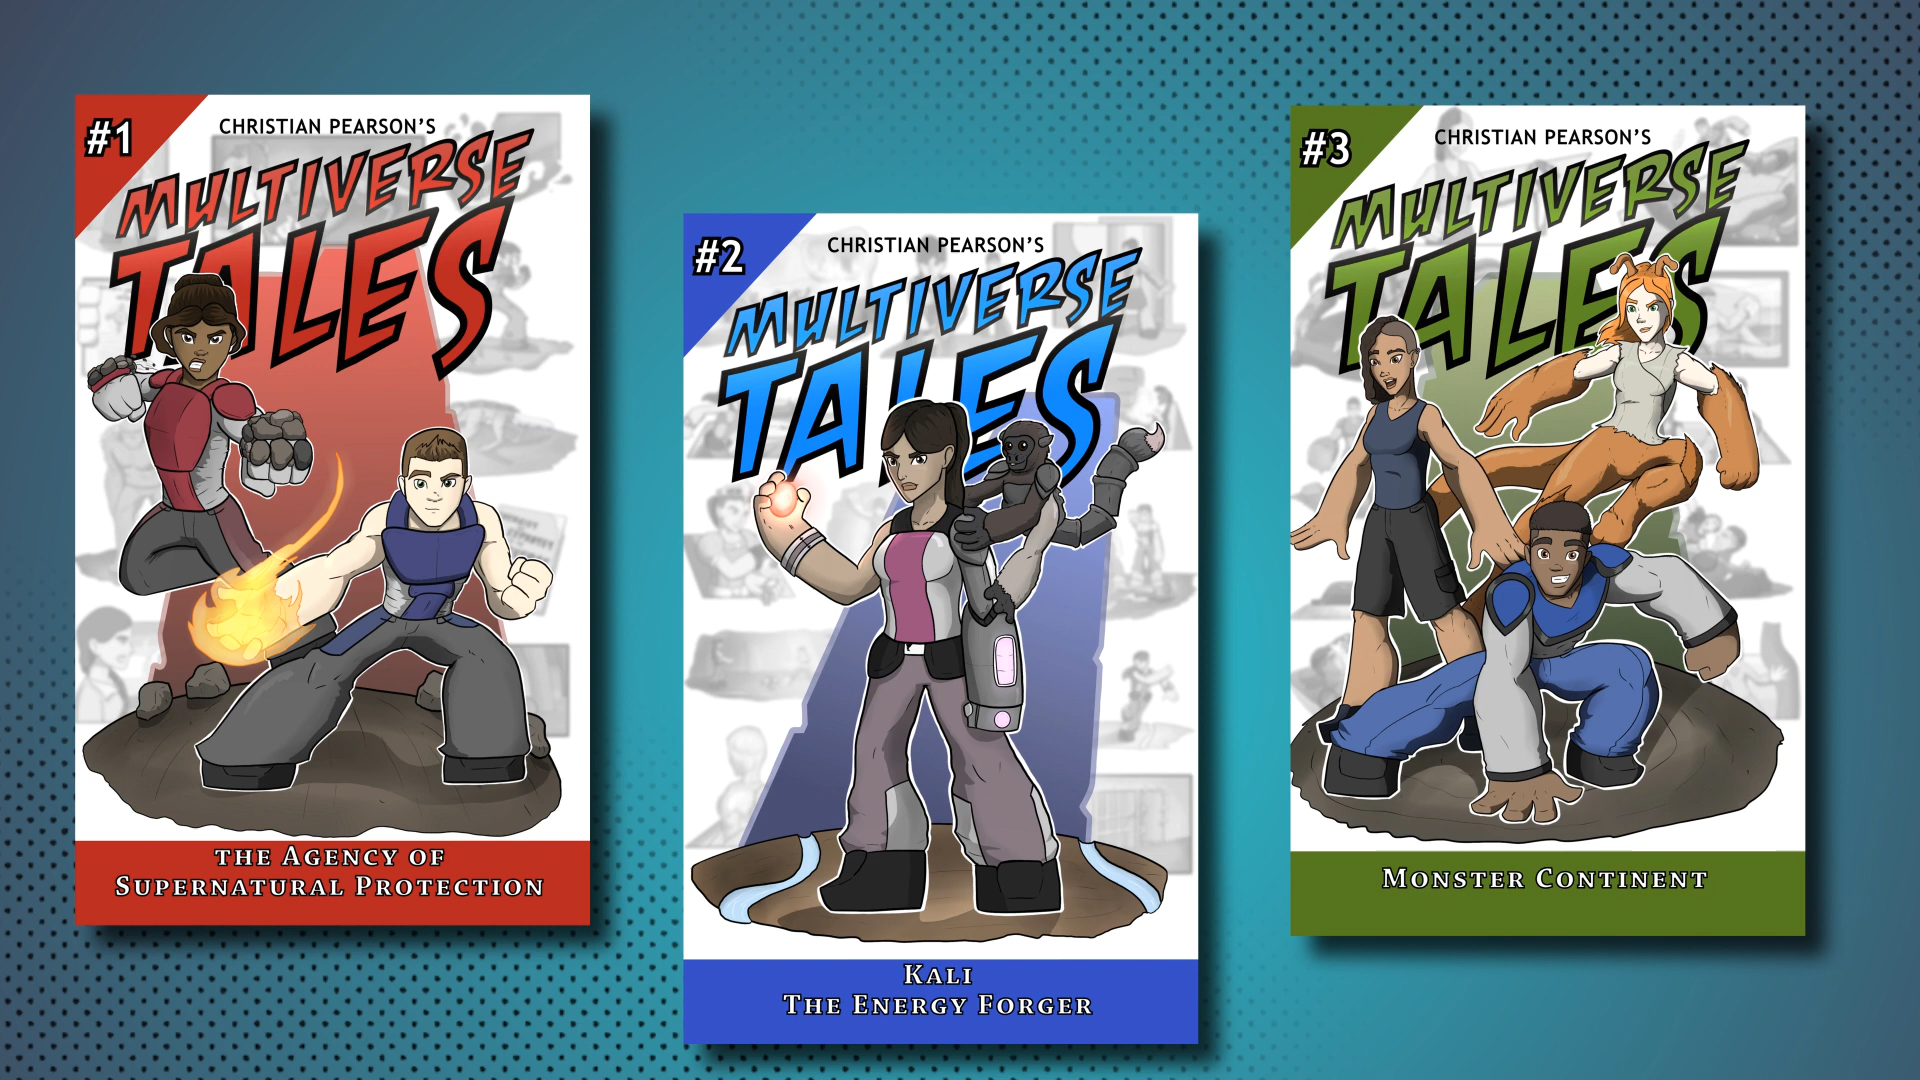 #1
CHRISTIAN PEARSON'S
MULTIVERSE
TALES
THE AGENCY OF
SUPERNATURAL PROTECTION
#2
CHRISTIAN PEARSON'S
MULTIVERSE
TALES
KALI
THE ENERGY FORGER
#3
CHRISTIAN PEARSON'S
MULTIVERSE
TALES
MONSTER CONTINENT